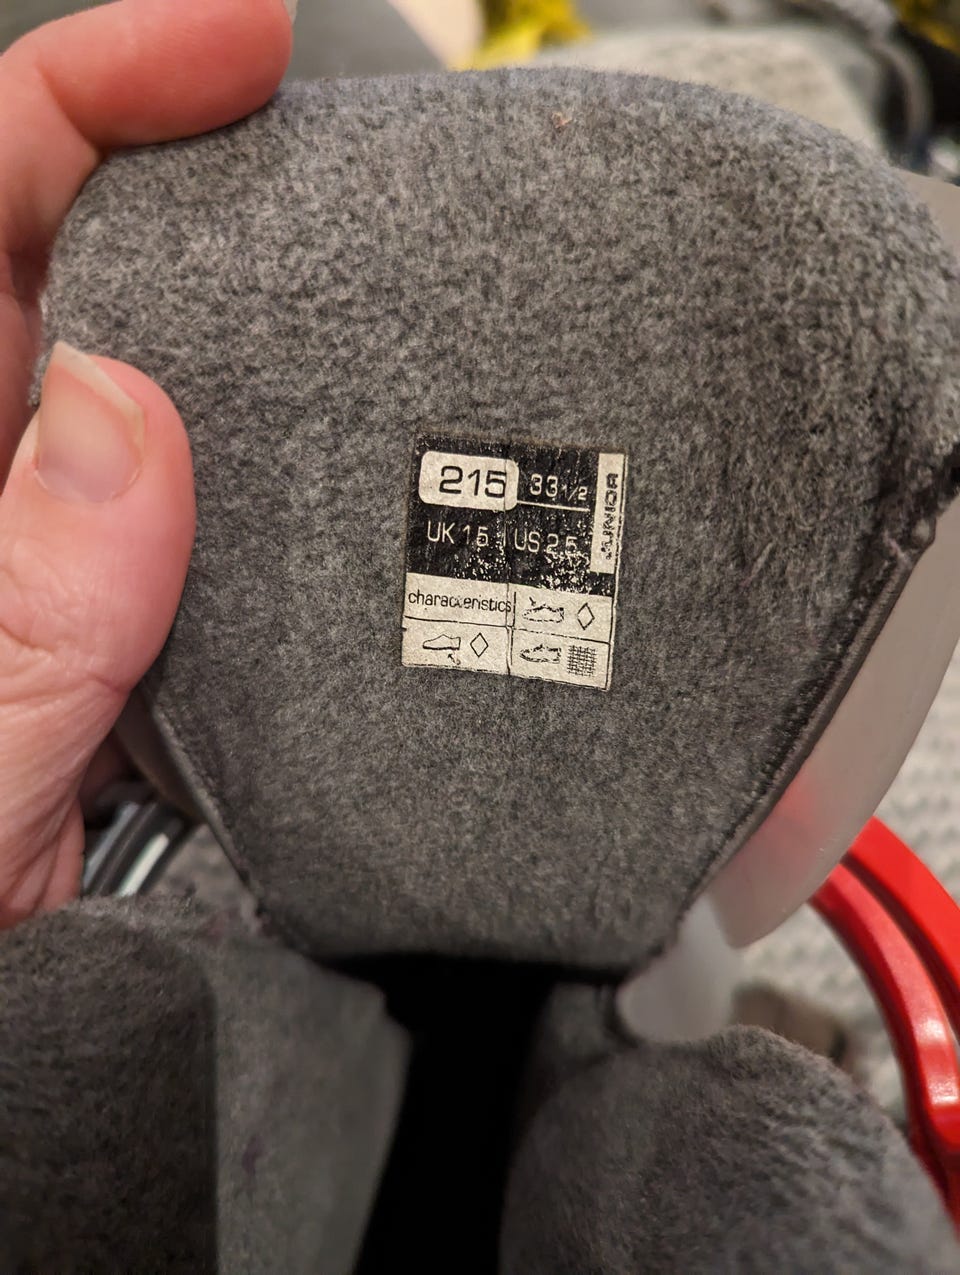 215 33 1/2
UK 1.5 US 2.5
JUNIOR
characteristics